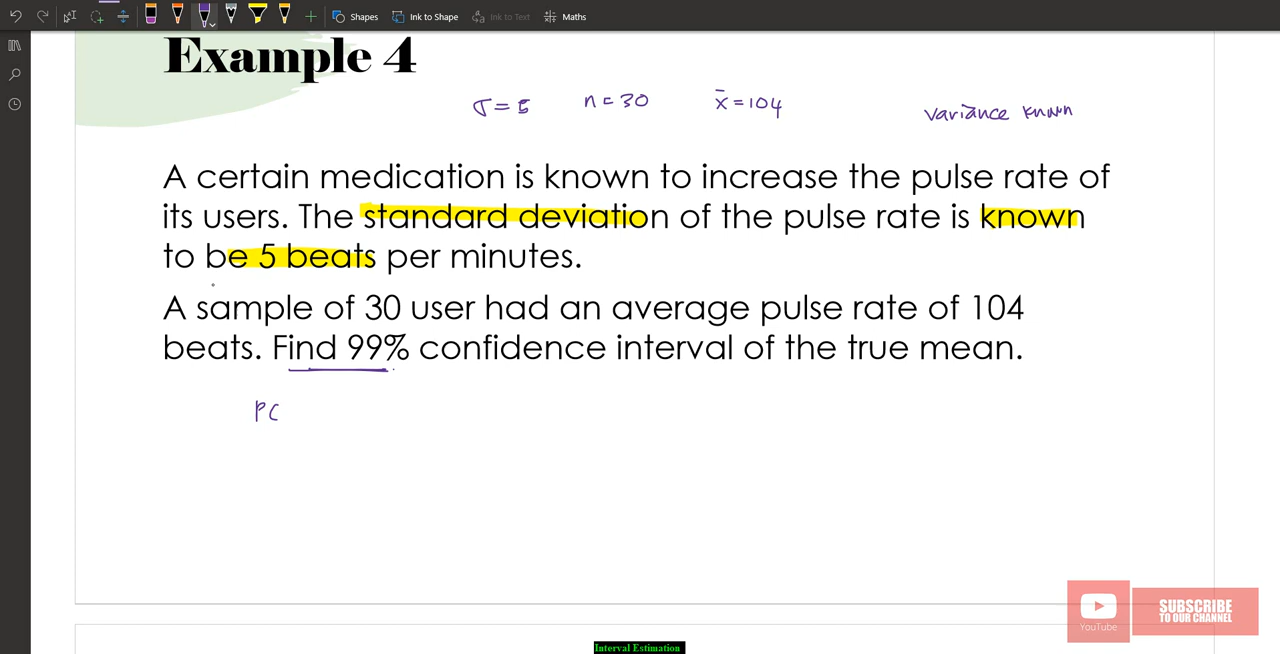 Shapes Ink to Shape Ink to Text Maths
Example 4
σ = 5 n = 30 x̄ = 104 variance known
A certain medication is known to increase the pulse rate of
its users. The standard deviation of the pulse rate is known
to be 5 beats per minutes.
A sample of 30 user had an average pulse rate of 104
beats. Find 99% confidence interval of the true mean.
PC
YouTube
SUBSCRIBE
TO OUR CHANNEL
Interval Estimation